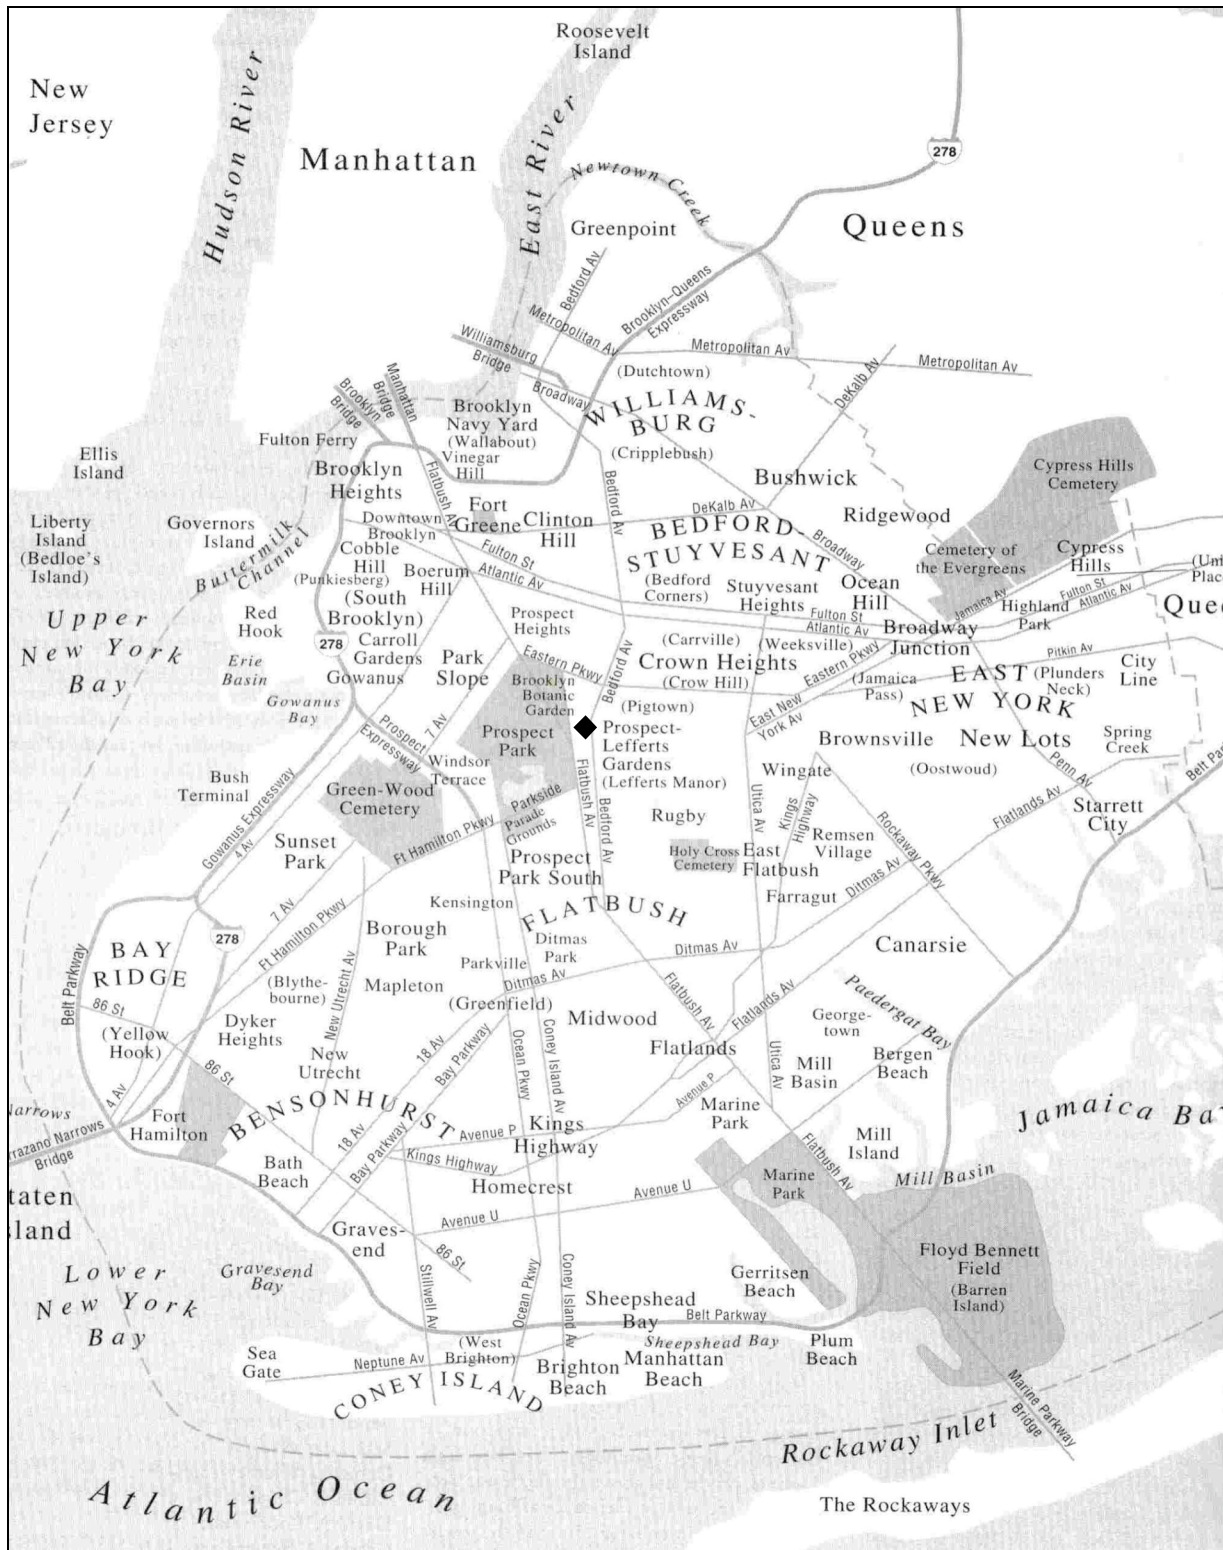 Roosevelt
Island
New
Jersey
Hudson River
Manhattan
East River
Newtown Creek
278
Queens
Greenpoint
Bedford Av
Brooklyn–Queens
Expressway
Metropolitan Av
Metropolitan Av
Metropolitan Av
Williamsburg
Bridge
Broadway
(Dutchtown)
DeKalb Av
Manhattan
Bridge
Brooklyn
Bridge
WILLIAMS-
BURG
(Cripplebush)
Brooklyn
Navy Yard
(Wallabout)
Vinegar
Hill
Fulton Ferry
Ellis
Island
Brooklyn
Heights
Flatbush Av
Bedford Av
Bushwick
Cypress Hills
Cemetery
Liberty
Island
(Bedloe's
Island)
Governors
Island
Buttermilk
Channel
Downtown
Brooklyn
Fort
Greene
Clinton
Hill
DeKalb Av
BEDFORD-
STUYVESANT
Broadway
Ridgewood
Cemetery of
the Evergreens
Cypress
Hills
Cobble
Hill
(Punkiesberg)
(South
Brooklyn)
Boerum
Hill
Fulton St
Atlantic Av
(Bedford
Corners)
Stuyvesant
Heights
Ocean
Hill
Fulton St
Atlantic Av
Jamaica Av
Highland
Park
Fulton St
Atlantic Av
(Uni
Place
Que
Upper
New York
Bay
Red
Hook
Erie
Basin
278
Carroll
Gardens
Gowanus
Gowanus
Bay
Park
Slope
Prospect
Heights
Eastern Pkwy
Bedford Av
(Carrville)
(Weeksville)
Crown Heights
(Crow Hill)
Eastern Pkwy
Broadway
Junction
(Jamaica
Pass)
Pitkin Av
EAST
NEW YORK
(Plunders
Neck)
City
Line
Brooklyn
Botanic
Garden
(Pigtown)
East New
York Av
Prospect
Expressway
7 Av
Prospect
Park
Prospect-
Lefferts
Gardens
(Lefferts Manor)
Brownsville
New Lots
(Oostwoud)
Spring
Creek
Belt Pa
Bush
Terminal
Gowanus Expressway
4 Av
Green-Wood
Cemetery
Windsor
Terrace
Wingate
Utica Av
Kings
Highway
Penn Av
Starrett
City
Flatlands Av
Rockaway Pkwy
Sunset
Park
Ft Hamilton Pkwy
Parkside
Parade
Grounds
Flatbush Av
Bedford Av
Rugby
Holy Cross
Cemetery
East
Flatbush
Remsen
Village
Prospect
Park South
Farragut
Ditmas Av
7 Av
Ft Hamilton Pkwy
Kensington
FLATBUSH
278
BAY
RIDGE
Belt Parkway
Borough
Park
Parkville
Ditmas
Park
Ditmas Av
Ditmas Av
Canarsie
(Blythe-
bourne)
New Utrecht Av
Mapleton
(Greenfield)
Flatbush Av
Flatlands Av
Paedergat Bay
86 St
(Yellow
Hook)
Dyker
Heights
New
Utrecht
18 Av
Bay Parkway
Ocean Pkwy
Coney Island Av
Midwood
Flatlands
George-
town
Utica Av
Mill
Basin
Bergen
Beach
86 St
4 Av
Narrows
rrazano Narrows
Bridge
Fort
Hamilton
BENSONHURST
18 Av
Bay Parkway
Avenue P
Kings Highway
Kings
Highway
Avenue P
Marine
Park
Flatbush Av
Mill
Island
Jamaica Ba
taten
sland
Bath
Beach
Homecrest
Avenue U
Avenue U
Marine
Park
Mill Basin
Graves-
end
86 St
Lower
New York
Bay
Gravesend
Bay
Stillwell Av
Ocean Pkwy
Coney Island Av
Gerritsen
Beach
Floyd Bennett
Field
(Barren
Island)
Sheepshead
Bay
Belt Parkway
Sheepshead Bay
Plum
Beach
Sea
Gate
Neptune Av
(West
Brighton)
Brighton
Beach
Manhattan
Beach
CONEY ISLAND
Marine Parkway
Bridge
Rockaway Inlet
Atlantic Ocean
The Rockaways